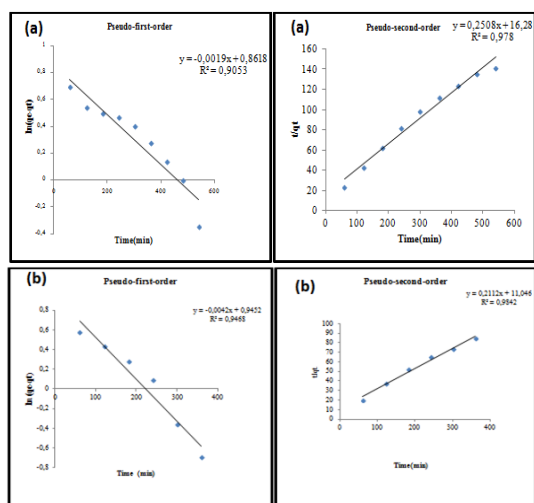 (a)
Pseudo-first-order
y = -0,0019x + 0,8618
R² = 0,9053
ln(qe-qt)
1
0,8
0,6
0,4
0,2
0
-0,2
-0,4
0 200 400 600
Time(min)
(a)
Pseudo-second-order
y = 0,2508x + 16,28
R² = 0,978
t/qt
160
140
120
100
80
60
40
20
0
0 100 200 300 400 500 600
Time(min)
(b)
Pseudo-first-order
y = -0,0042x + 0,9452
R² = 0,9468
ln (qe-qt)
0,8
0,6
0,4
0,2
0
-0,2
-0,4
-0,6
-0,8
0 100 200 300 400
Time (min)
(b)
Pseudo-second-order
y = 0,2112x + 11,046
R² = 0,9842
t/qt
100
90
80
70
60
50
40
30
20
10
0
0 100 200 300 400
Time(min)